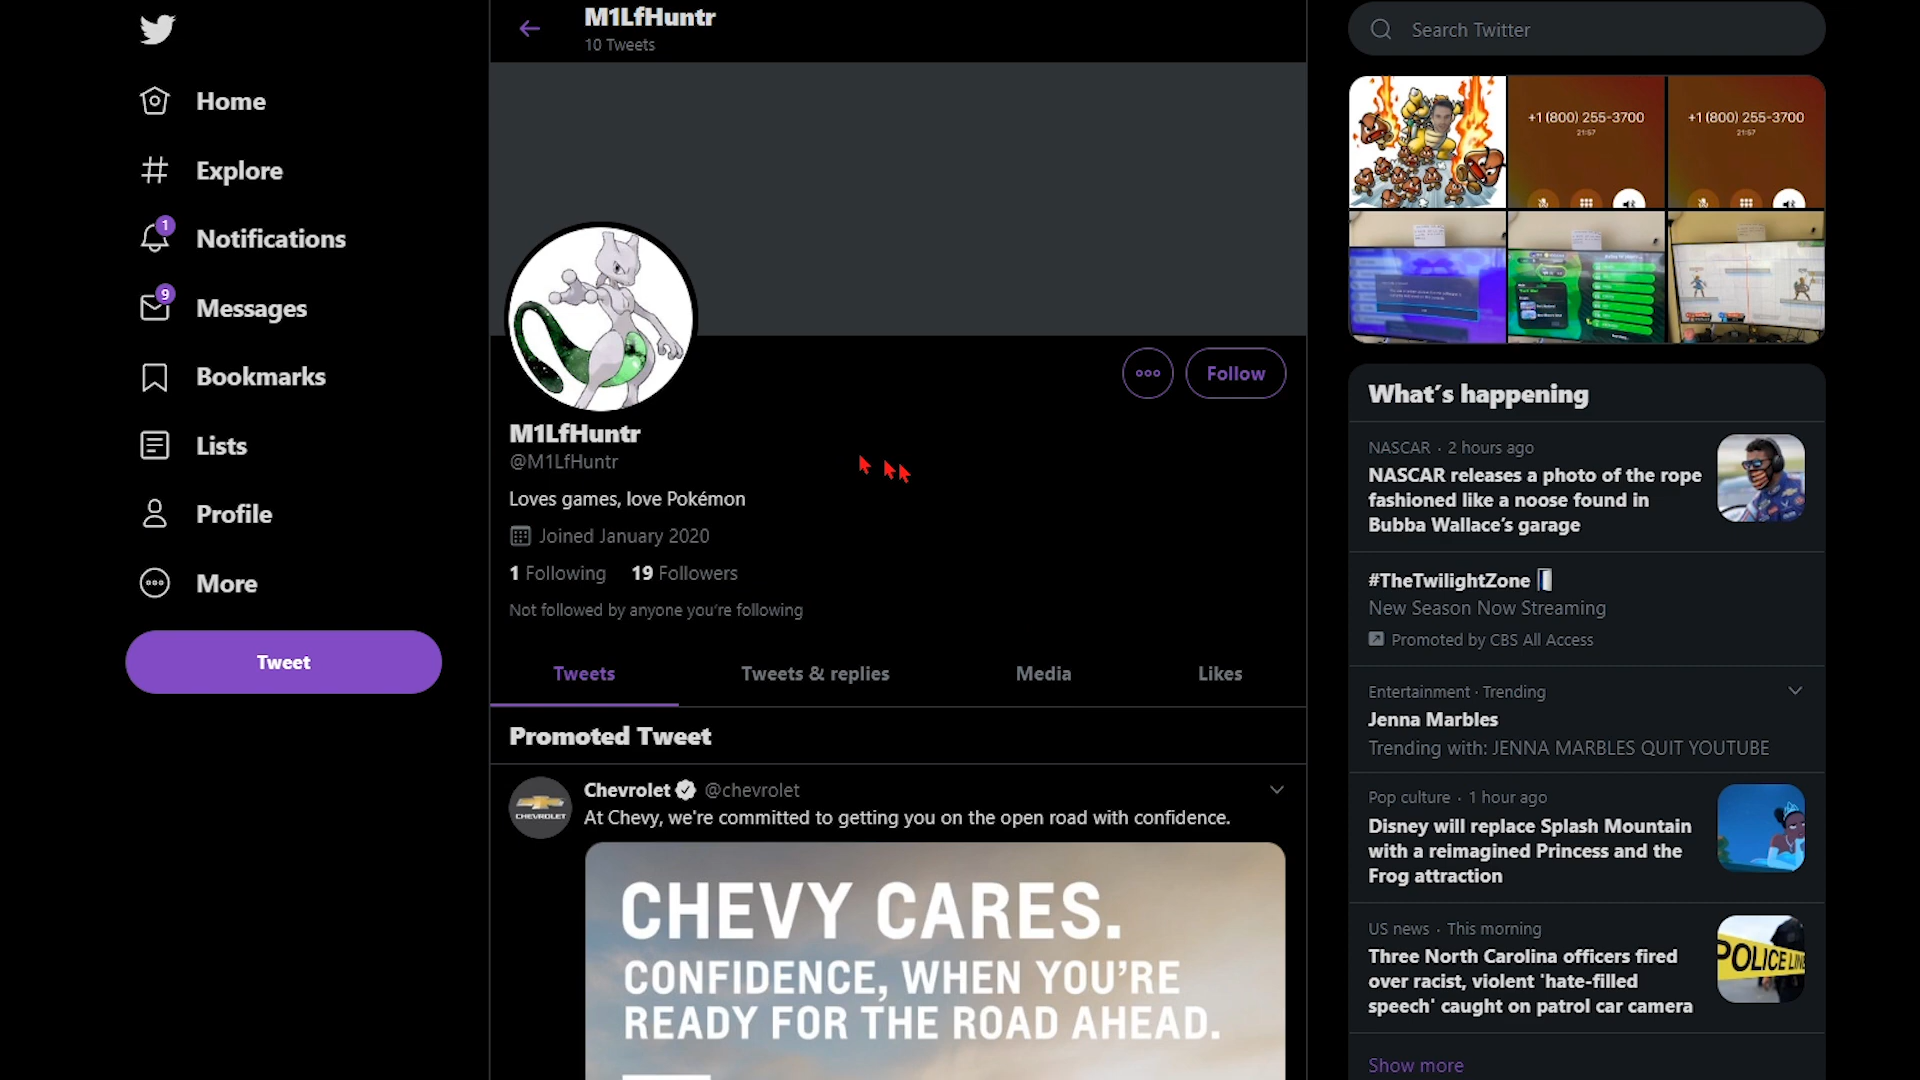 Home
Explore
1
Notifications
9
Messages
Bookmarks
Lists
Profile
More
Tweet
M1LfHuntr
10 Tweets
Follow
M1LfHuntr
@M1LfHuntr
Loves games, love Pokémon
Joined January 2020
1 Following 19 Followers
Not followed by anyone you're following
Tweets Tweets & replies Media Likes
Promoted Tweet
Chevrolet @chevrolet
At Chevy, we're committed to getting you on the open road with confidence.
CHEVROLET
CHEVY CARES.
CONFIDENCE, WHEN YOU'RE
READY FOR THE ROAD AHEAD.
Search Twitter
+1 (800) 255-3700
21:57
+1 (800) 255-3700
21:57
What's happening
NASCAR · 2 hours ago
NASCAR releases a photo of the rope
fashioned like a noose found in
Bubba Wallace's garage
#TheTwilightZone
New Season Now Streaming
Promoted by CBS All Access
Entertainment · Trending
Jenna Marbles
Trending with: JENNA MARBLES QUIT YOUTUBE
Pop culture · 1 hour ago
Disney will replace Splash Mountain
with a reimagined Princess and the
Frog attraction
US news · This morning
Three North Carolina officers fired
over racist, violent 'hate-filled
speech' caught on patrol car camera
POLICE LINE
Show more